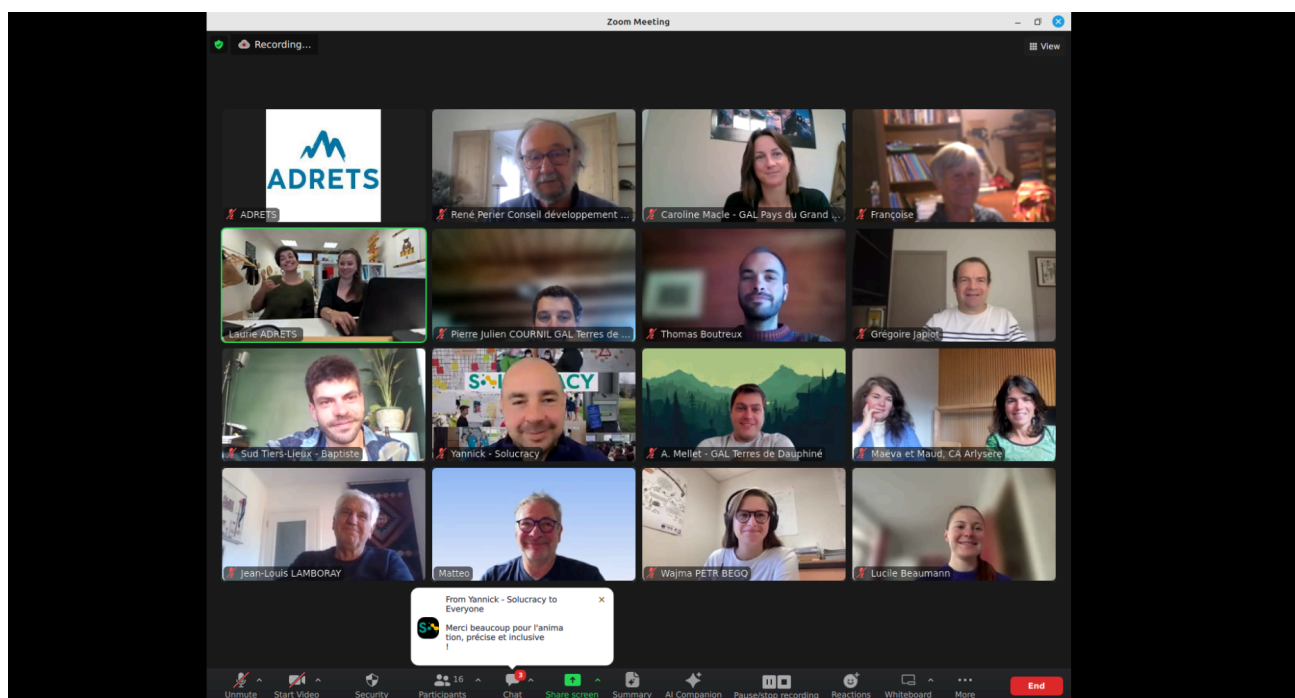 Zoom Meeting
Recording...
View
ADRETS
ADRETS
René Perier Conseil développement ...
Caroline Macle - GAL Pays du Grand ...
Françoise
Laurie ADRETS
Pierre Julien COURNIL GAL Terres de ...
Thomas Boutreux
Grégoire Japiot
Sud Tiers-Lieux - Baptiste
Yannick - Solucracy
A. Mellet - GAL Terres de Dauphiné
Maëva et Maud, CA Arlysère
Jean-Louis LAMBORAY
Matteo
Wajma PETR BEGO
Lucile Beaumann
From Yannick - Solucracy to
Everyone
Merci beaucoup pour l'anima
tion, précise et inclusive
!
Unmute
Start Video
Security
16
Participants
3
Chat
Share screen
Summary
AI Companion
Pause/stop recording
Reactions
Whiteboard
More
End